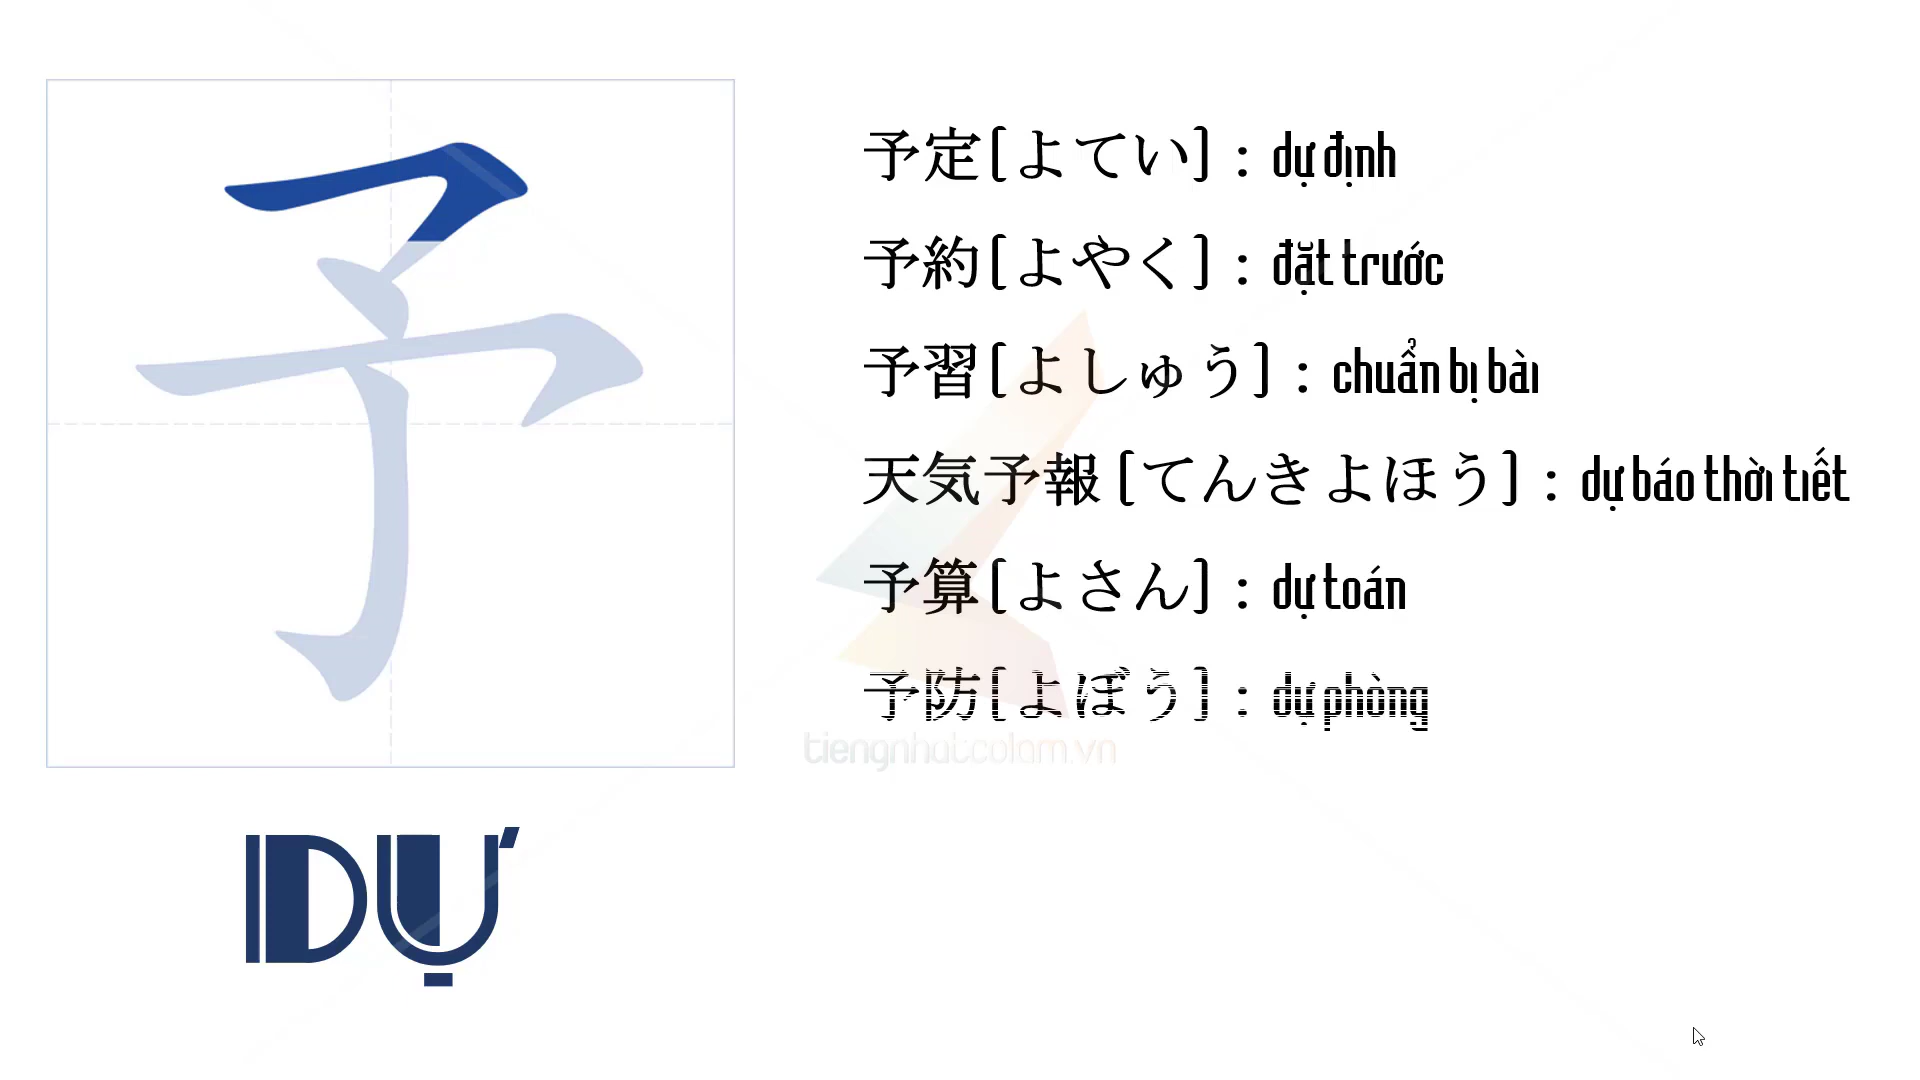 予
DỰ
予定[よてい] : dự định
予約[よやく] : đặt trước
予習[よしゅう] : chuẩn bị bài
天気予報 [てんきよほう] : dự báo thời tiết
予算[よさん] : dự toán
予防[よぼう] : dự phòng
tiengnhatcolam.vn